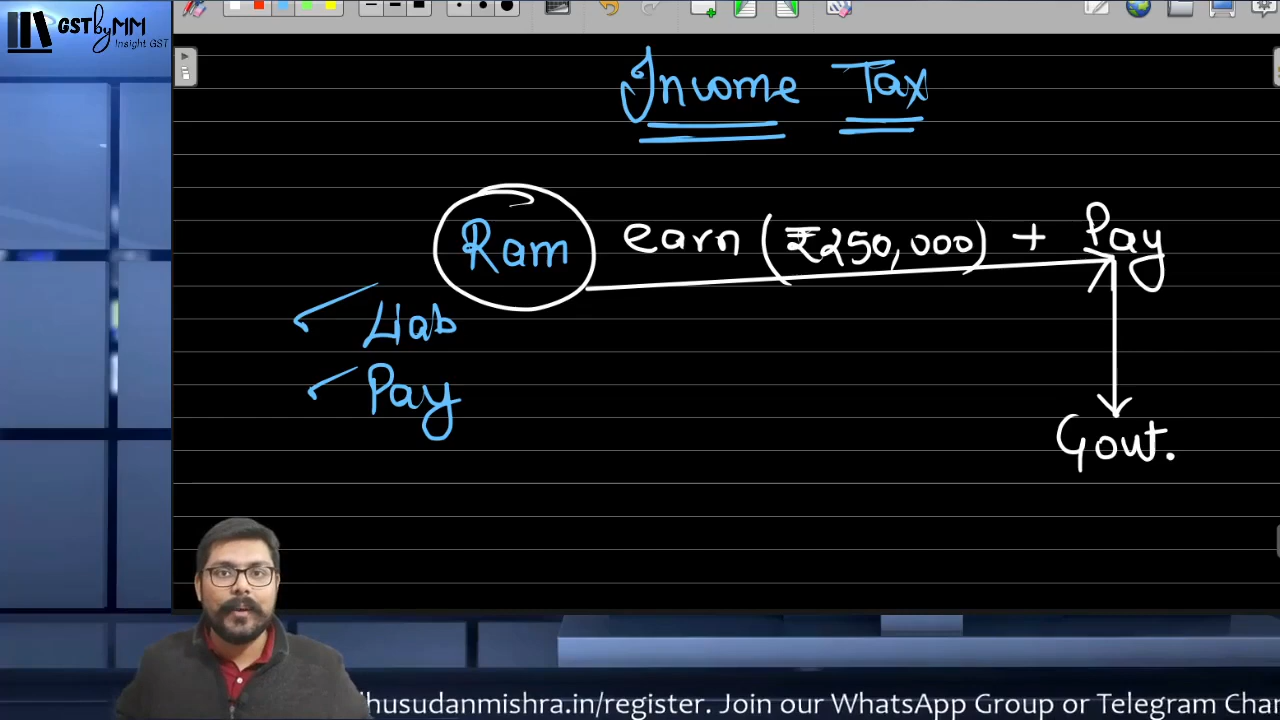 GSTbyMM
Insight GST
Income Tax
Ram earn (₹250,000) + Pay
Liab
Pay
Govt.
husudanmishra.in/register. Join our WhatsApp Group or Telegram Chan